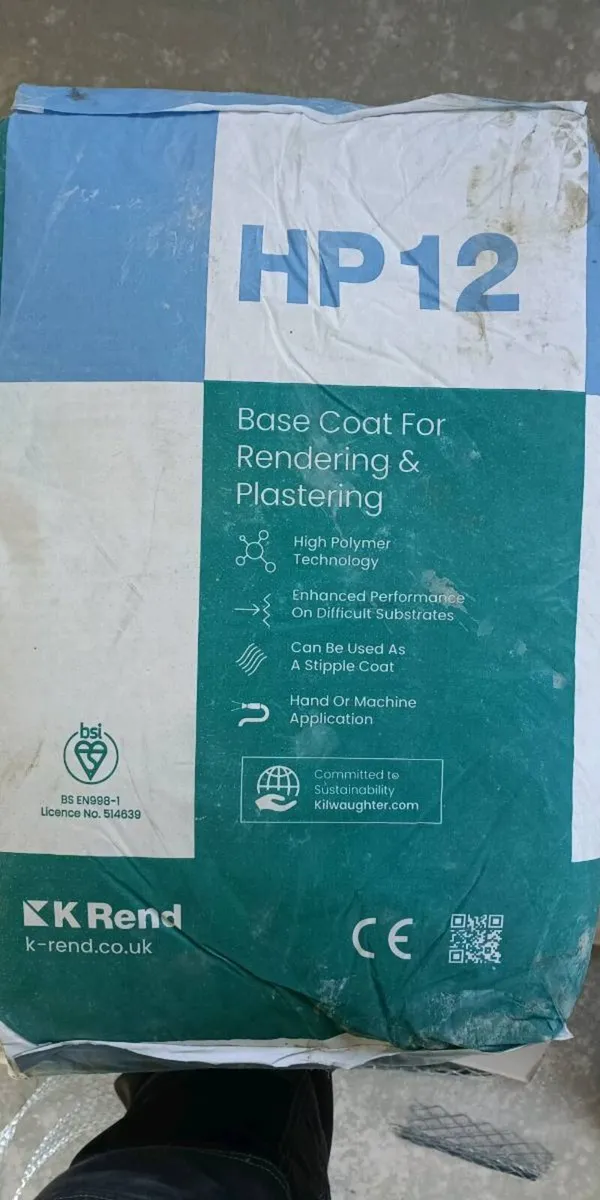 HP12
Base Coat For
Rendering &
Plastering
High Polymer
Technology
Enhanced Performance
On Difficult Substrates
Can Be Used As
A Stipple Coat
Hand Or Machine
Application
bsi
BS EN998-1
Licence No. 514639
Committed to
Sustainability
Kilwaughter.com
K Rend
k-rend.co.uk
CE